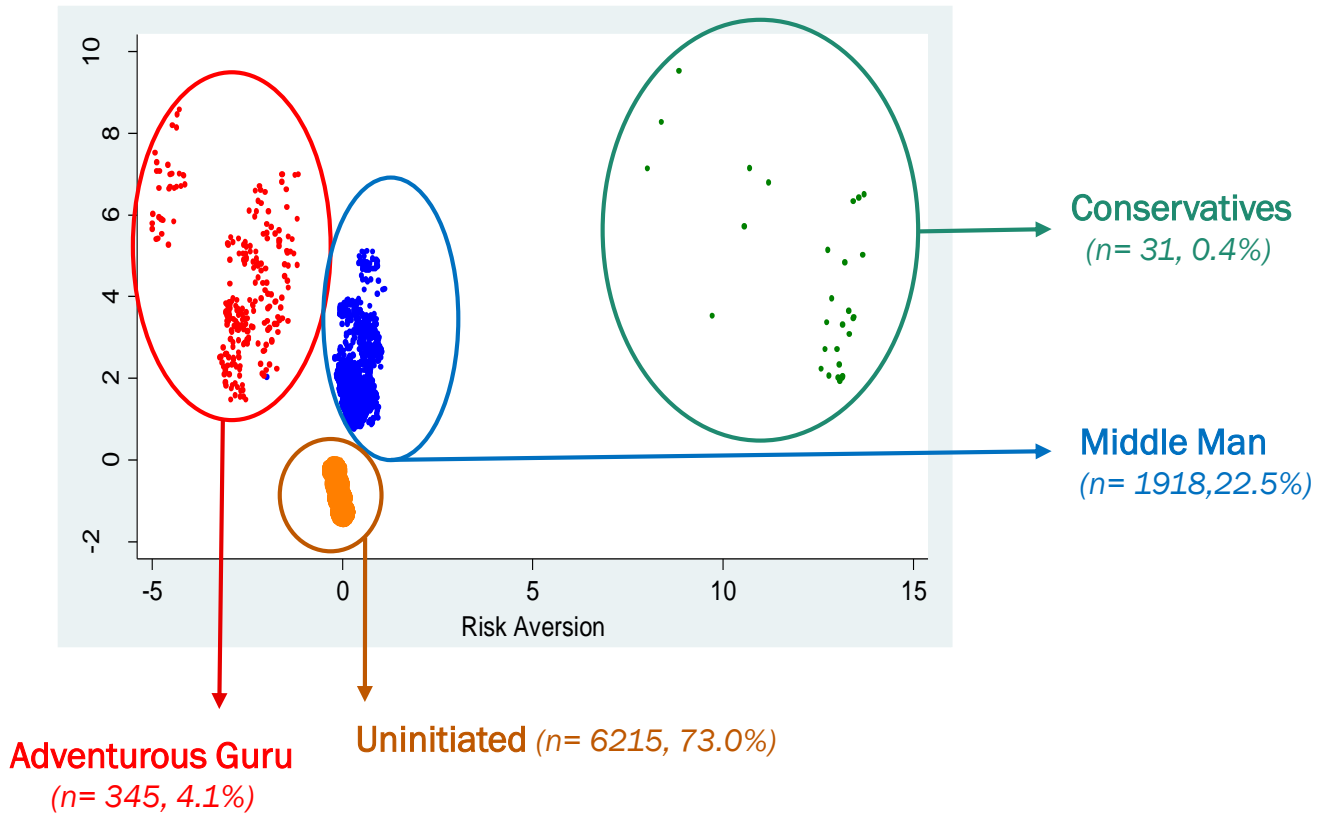 10
8
6
4
2
0
-2
-5 0 5 10 15
Risk Aversion
Conservatives
(n= 31, 0.4%)
Middle Man
(n= 1918,22.5%)
Uninitiated (n= 6215, 73.0%)
Adventurous Guru
(n= 345, 4.1%)